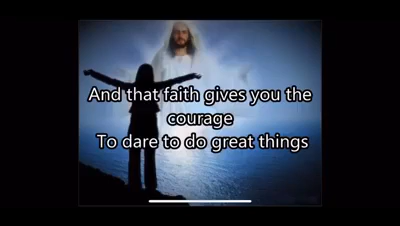 And that faith gives you the
courage
To dare to do great things